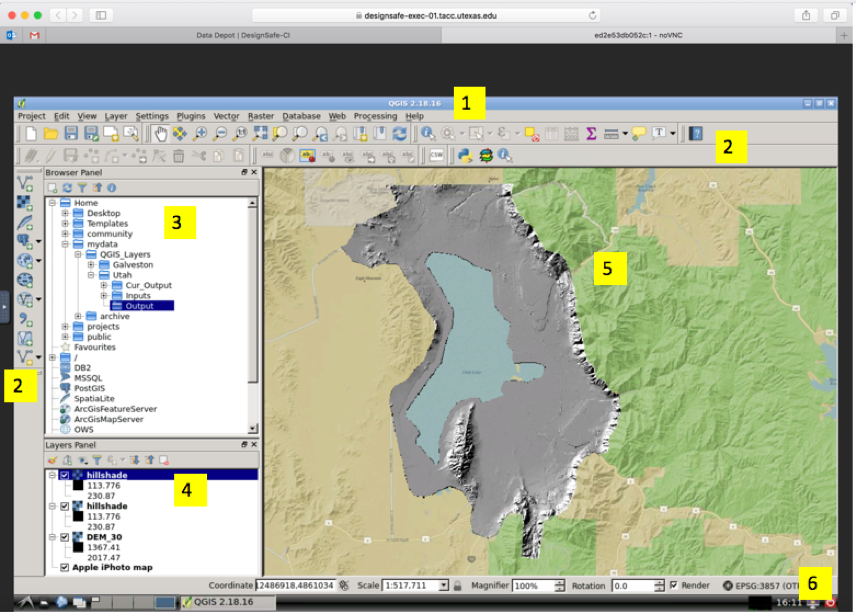 designsafe-exec-01.tacc.utexas.edu
Data Depot | DesignSafe-CI
ed2e53db052c:1 - noVNC
QGIS 2.18.16
1
Project Edit View Layer Settings Plugins Vector Raster Database Web Processing Help
2
CSW
Browser Panel
Home
Desktop
Templates
community
mydata
QGIS_Layers
Galveston
Utah
Cur_Output
Inputs
Output
archive
projects
public
Favourites
/
DB2
MSSQL
PostGIS
SpatiaLite
ArcGisFeatureServer
ArcGisMapServer
OWS
3
2
5
Layers Panel
hillshade
113.776
230.87
hillshade
113.776
230.87
DEM_30
1367.41
2017.47
Apple iPhoto map
4
6
Coordinate 12486918,4861034 Scale 1:517,711 Magnifier 100% Rotation 0.0 Render EPSG:3857 (OT
QGIS 2.18.16
16:11